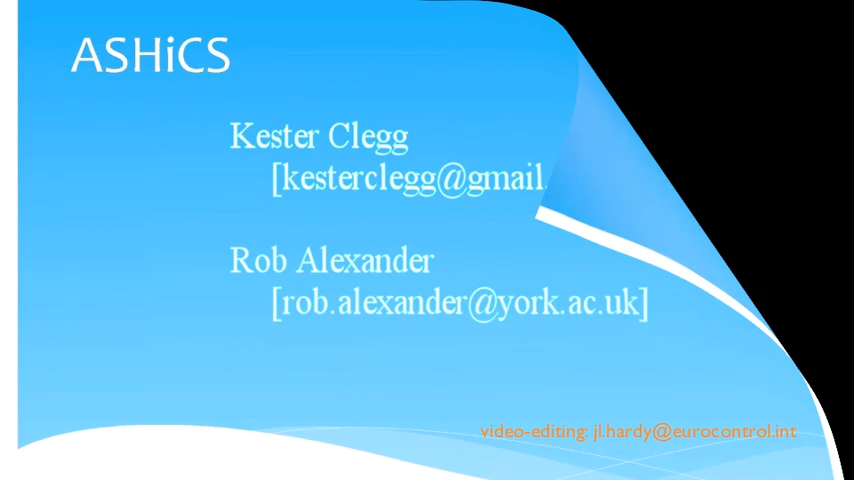 ASHiCS
Kester Clegg
[kesterclegg@gmail.
Rob Alexander
[rob.alexander@york.ac.uk]
video-editing: jl.hardy@eurocontrol.int